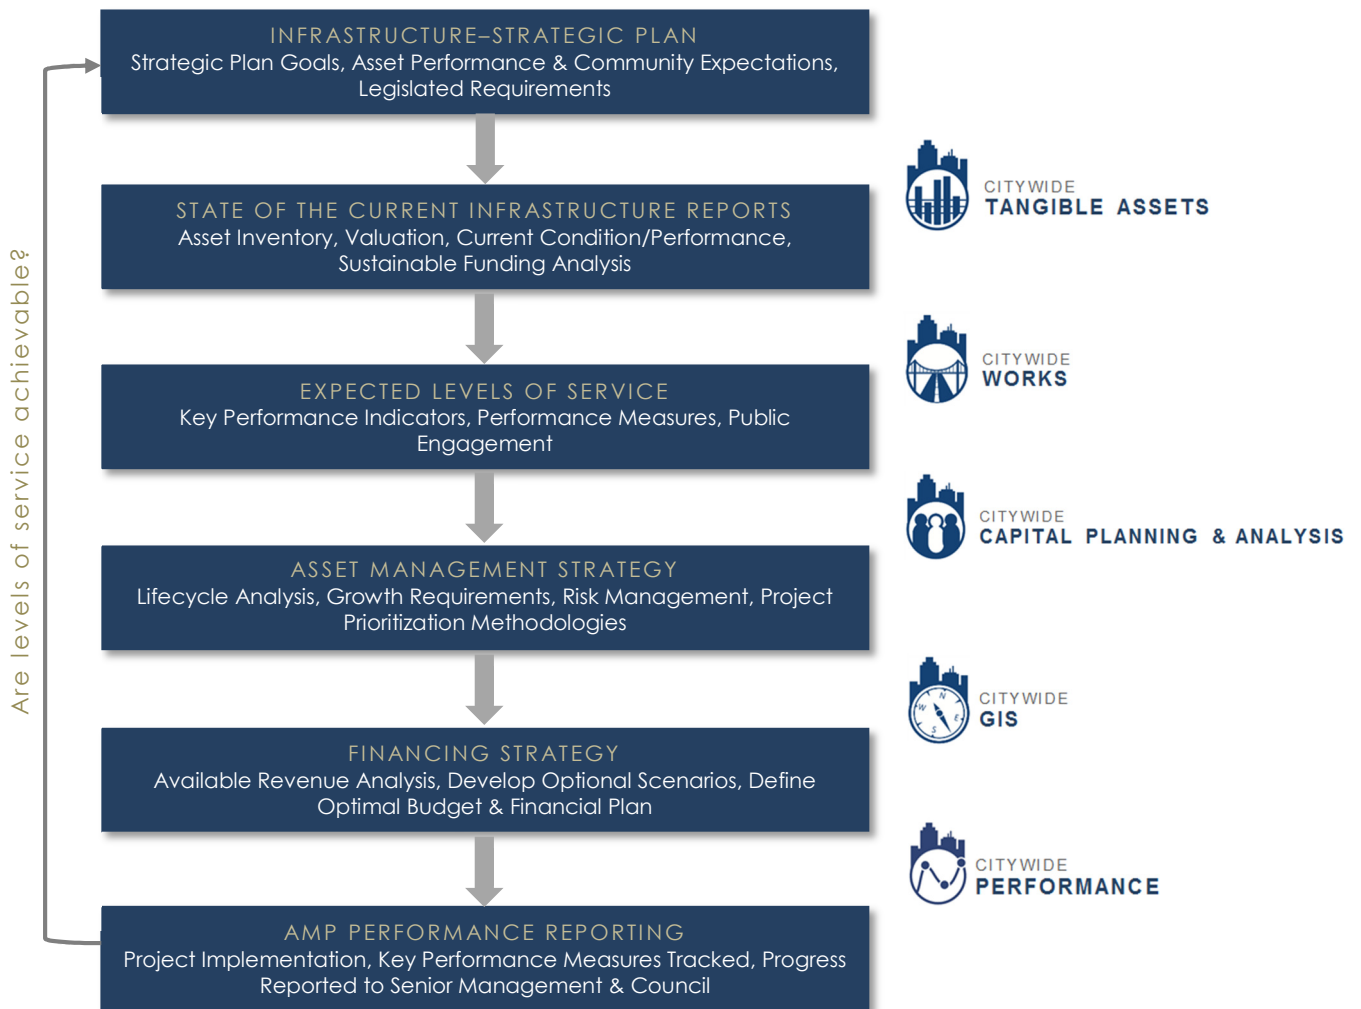 INFRASTRUCTURE–STRATEGIC PLAN
Strategic Plan Goals, Asset Performance & Community Expectations,
Legislated Requirements
STATE OF THE CURRENT INFRASTRUCTURE REPORTS
Asset Inventory, Valuation, Current Condition/Performance,
Sustainable Funding Analysis
EXPECTED LEVELS OF SERVICE
Key Performance Indicators, Performance Measures, Public
Engagement
ASSET MANAGEMENT STRATEGY
Lifecycle Analysis, Growth Requirements, Risk Management, Project
Prioritization Methodologies
FINANCING STRATEGY
Available Revenue Analysis, Develop Optional Scenarios, Define
Optimal Budget & Financial Plan
AMP PERFORMANCE REPORTING
Project Implementation, Key Performance Measures Tracked, Progress
Reported to Senior Management & Council
Are levels of service achievable?
CITYWIDE
TANGIBLE ASSETS
CITYWIDE
WORKS
CITYWIDE
CAPITAL PLANNING & ANALYSIS
N
W
E
S
CITYWIDE
GIS
CITYWIDE
PERFORMANCE